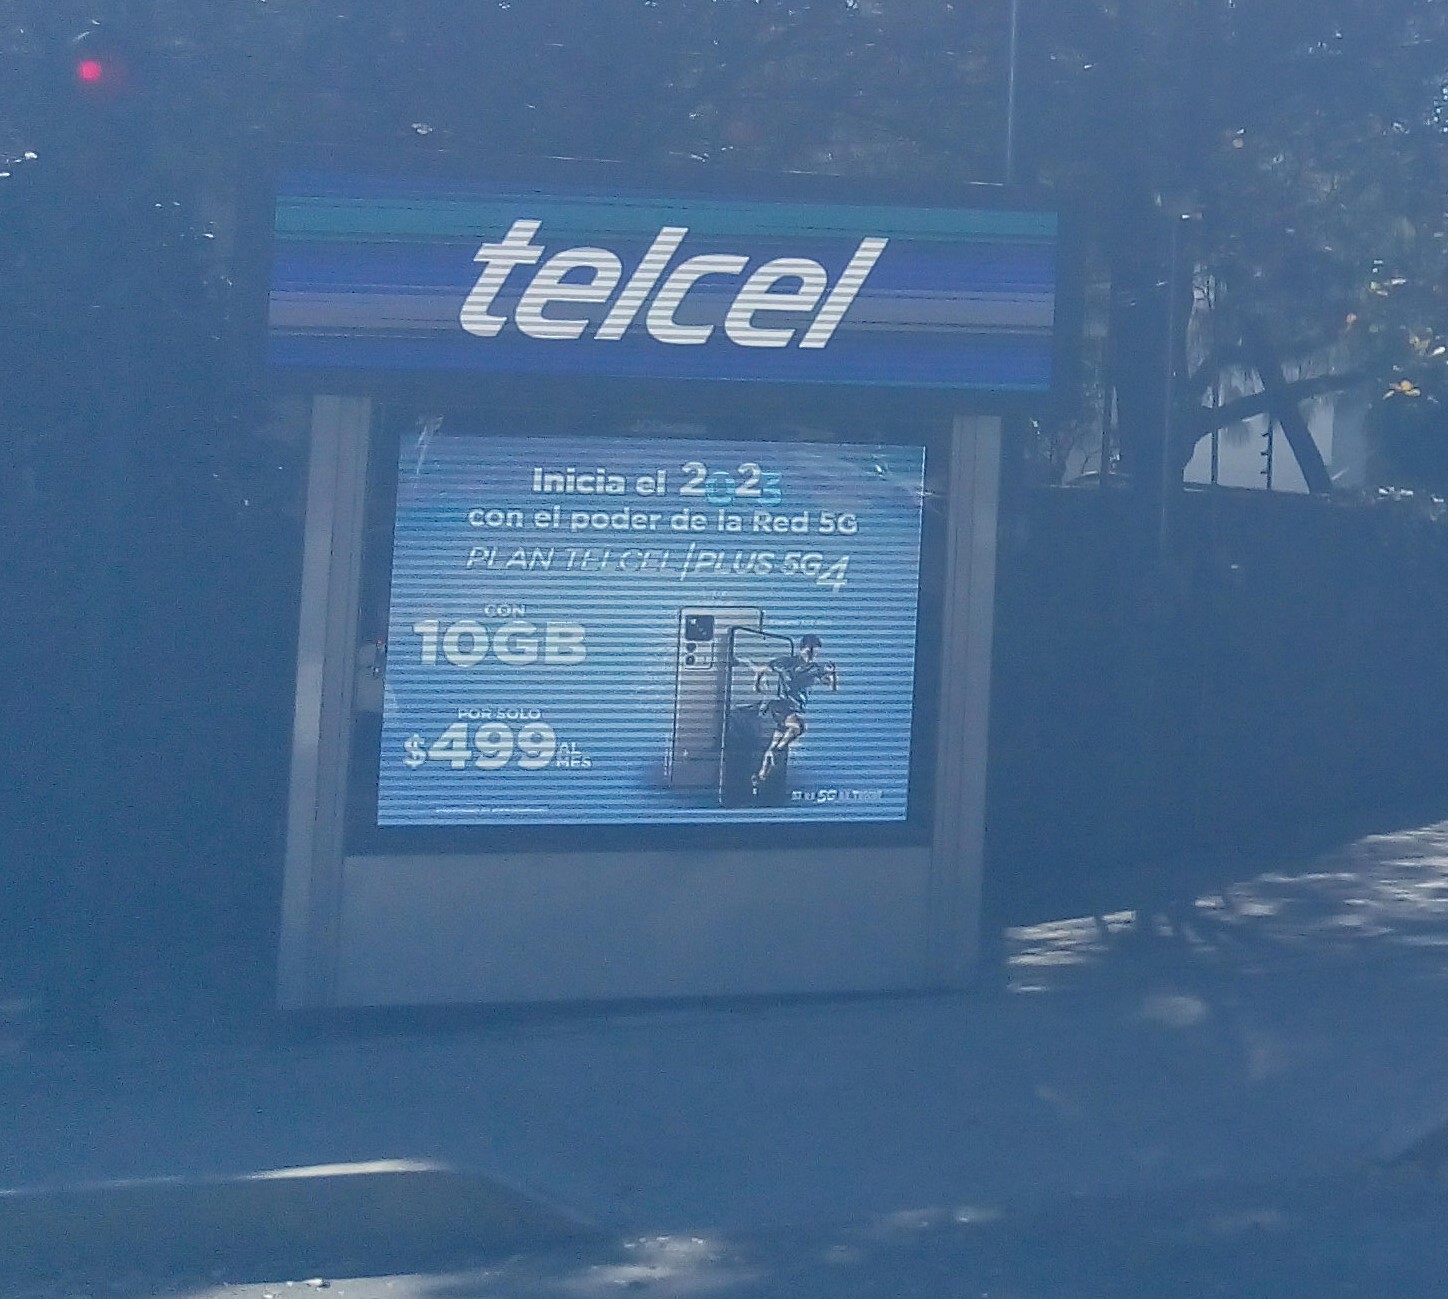 telcel
Inicia el 2023
con el poder de la Red 5G
PLAN TELCEL|PLUS 5G 4
CON
10GB
POR SOLO
$499 AL
MES
5G